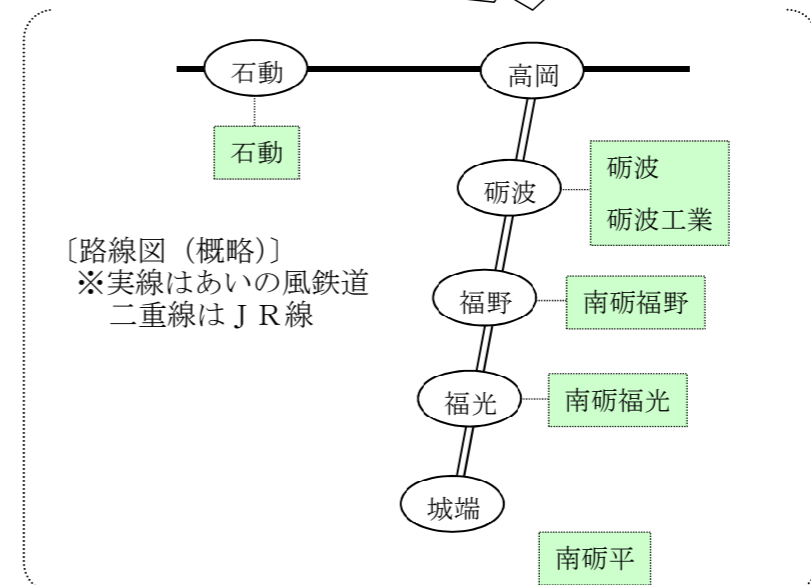 石動
高岡
石動
砺波
砺波
砺波工業
〔路線図（概略）〕
※実線はあいの風鉄道
二重線はＪＲ線
福野
南砺福野
福光
南砺福光
城端
南砺平